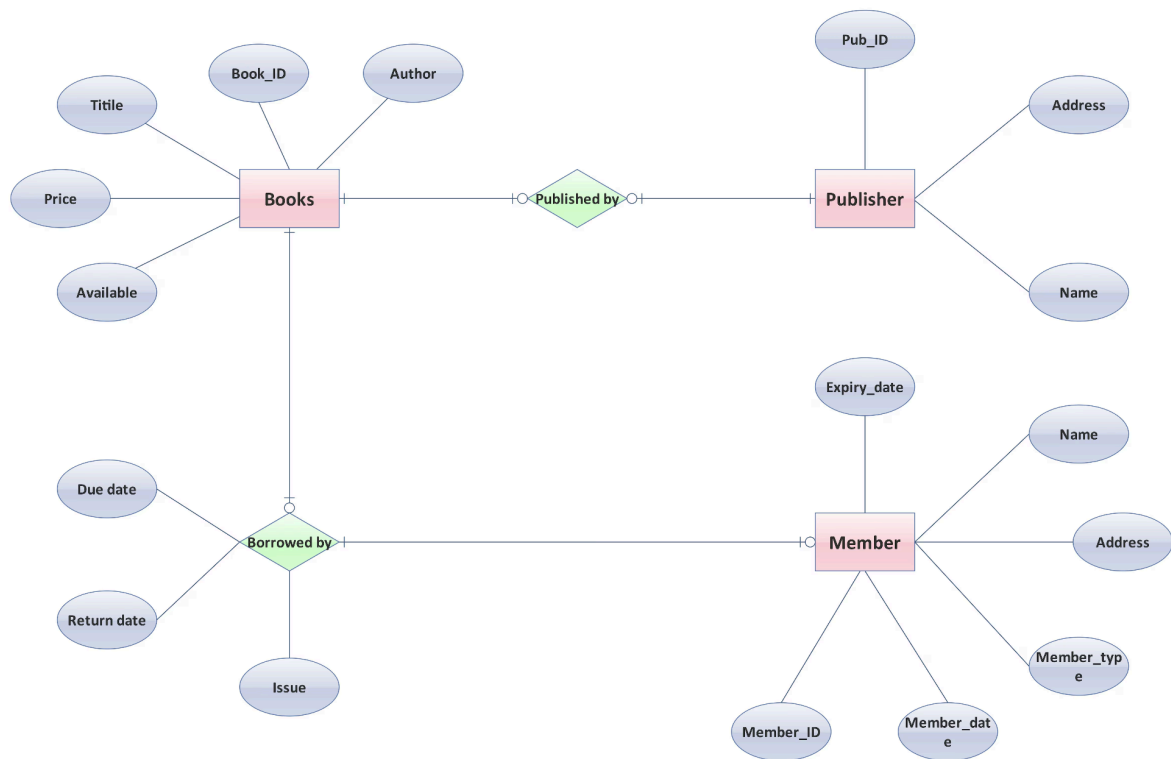 Pub_ID
Book_ID
Author
Titile
Address
Price
Books
Published by
Publisher
Available
Name
Expiry_date
Name
Due date
Borrowed by
Member
Address
Return date
Member_typ
e
Issue
Member_ID
Member_dat
e